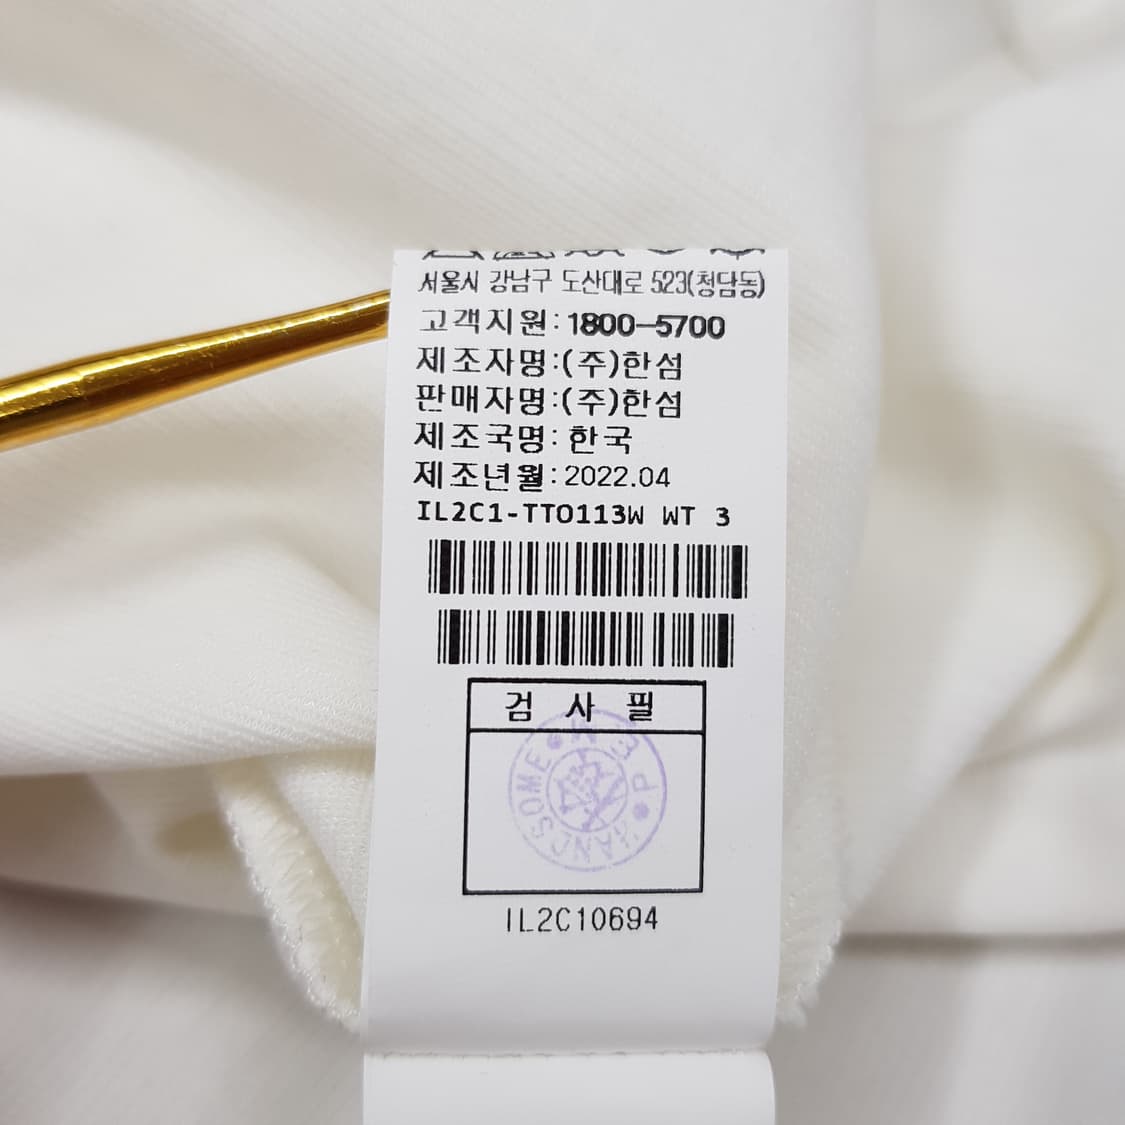 서울시 강남구 도산대로 523(청담동)
고객지원:1800-5700
제조자명:(주)한섬
판매자명:(주)한섬
제조국명:한국
제조년월:2022.04
IL2C1-TTO113W WT 3
검 사 필
HANDSOME
IL2C10694